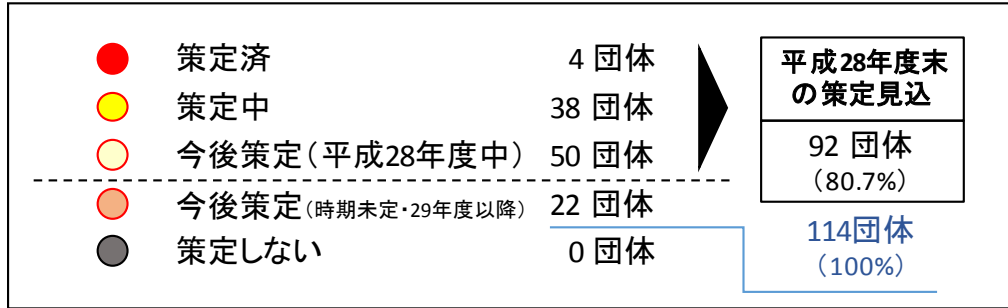 策定済 4 団体
策定中 38 団体
今後策定（平成28年度中） 50 団体
今後策定（時期未定・29年度以降） 22 団体
策定しない 0 団体
平成28年度末
の策定見込
92 団体
（80.7%）
114団体
（100%）